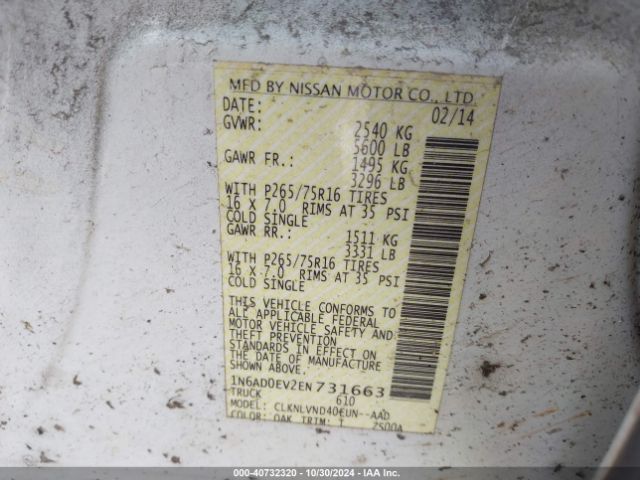 MFD BY NISSAN MOTOR CO., LTD.
DATE: 02/14
GVWR: 2540 KG
5600 LB
GAWR FR.: 1495 KG
3296 LB
WITH P265/75R16 TIRES
16 X 7.0 RIMS AT 35 PSI
COLD SINGLE
GAWR RR.: 1511 KG
3331 LB
WITH P265/75R16 TIRES
16 X 7.0 RIMS AT 35 PSI
COLD SINGLE
THIS VEHICLE CONFORMS TO
ALL APPLICABLE FEDERAL
MOTOR VEHICLE SAFETY AND
THEFT PREVENTION
STANDARDS IN EFFECT ON
THE DATE OF MANUFACTURE
SHOWN ABOVE.
1N6AD0EV2EN731663
TRUCK 610
MODEL: CLKNLVND40EUN--AAD
COLOR: QAK TRIM: T 7S00A
000-40732320 - 10/30/2024 - IAA Inc.